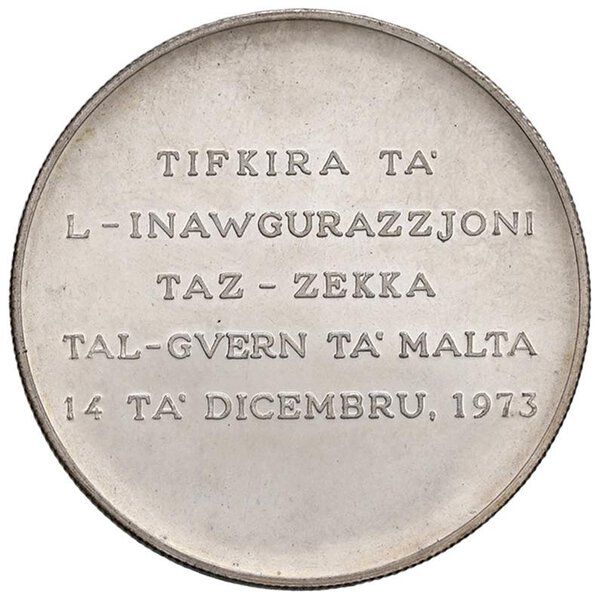 TIFKIRA TA'
L-INAWGURAZZJONI
TAZ-ZEKKA
TAL-GVERN TA' MALTA
14 TA' DICEMBRU, 1973